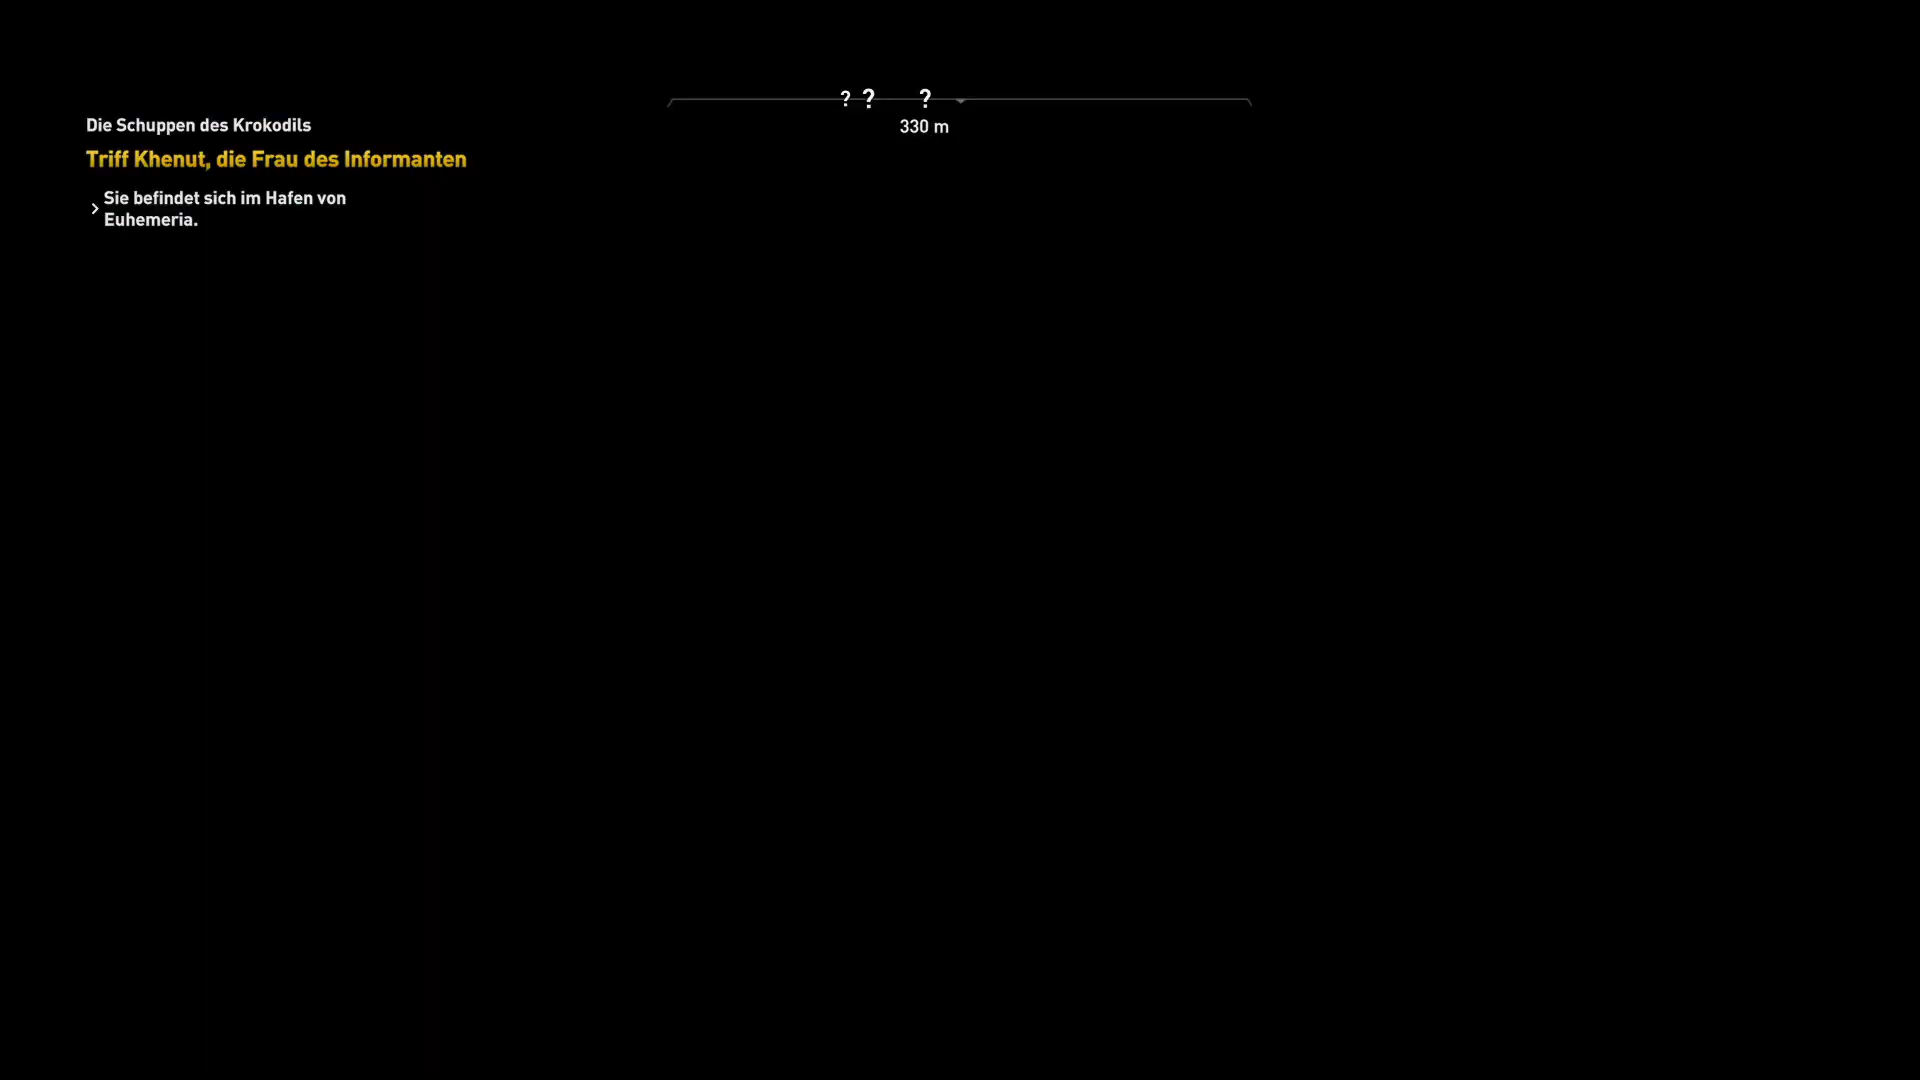 ? ? ?
330 m
Die Schuppen des Krokodils
Triff Khenut, die Frau des Informanten
Sie befindet sich im Hafen von
Euhemeria.